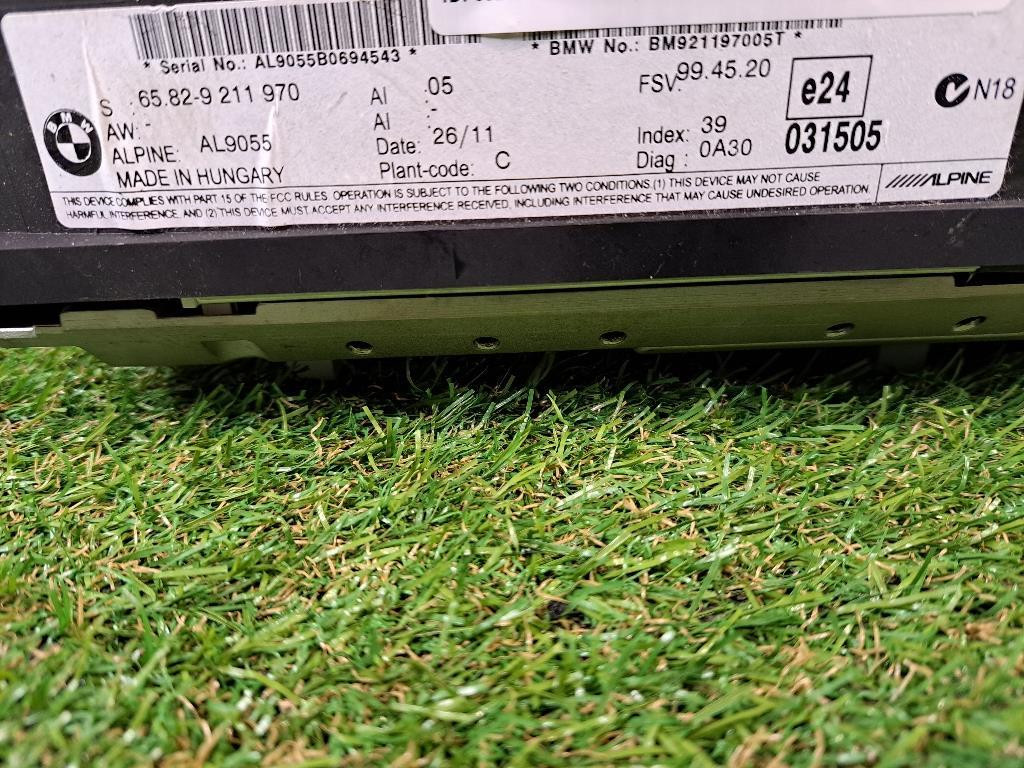 * Serial No.: AL9055B0694543 *
* BMW No.: BM921197005T *
S : 65.82-9 211 970
AI : 05
FSV: 99.45.20
e24
N18
BMW
AW: -
AI : -
ALPINE: AL9055
Date: 26/11
Index: 39
031505
MADE IN HUNGARY
Plant-code: C
Diag : 0A30
THIS DEVICE COMPLIES WITH PART 15 OF THE FCC RULES. OPERATION IS SUBJECT TO THE FOLLOWING TWO CONDITIONS.(1) THIS DEVICE MAY NOT CAUSE
HARMFUL INTERFERENCE, AND (2) THIS DEVICE MUST ACCEPT ANY INTERFERENCE RECEIVED, INCLUDING INTERFERENCE THAT MAY CAUSE UNDESIRED OPERATION.
ALPINE